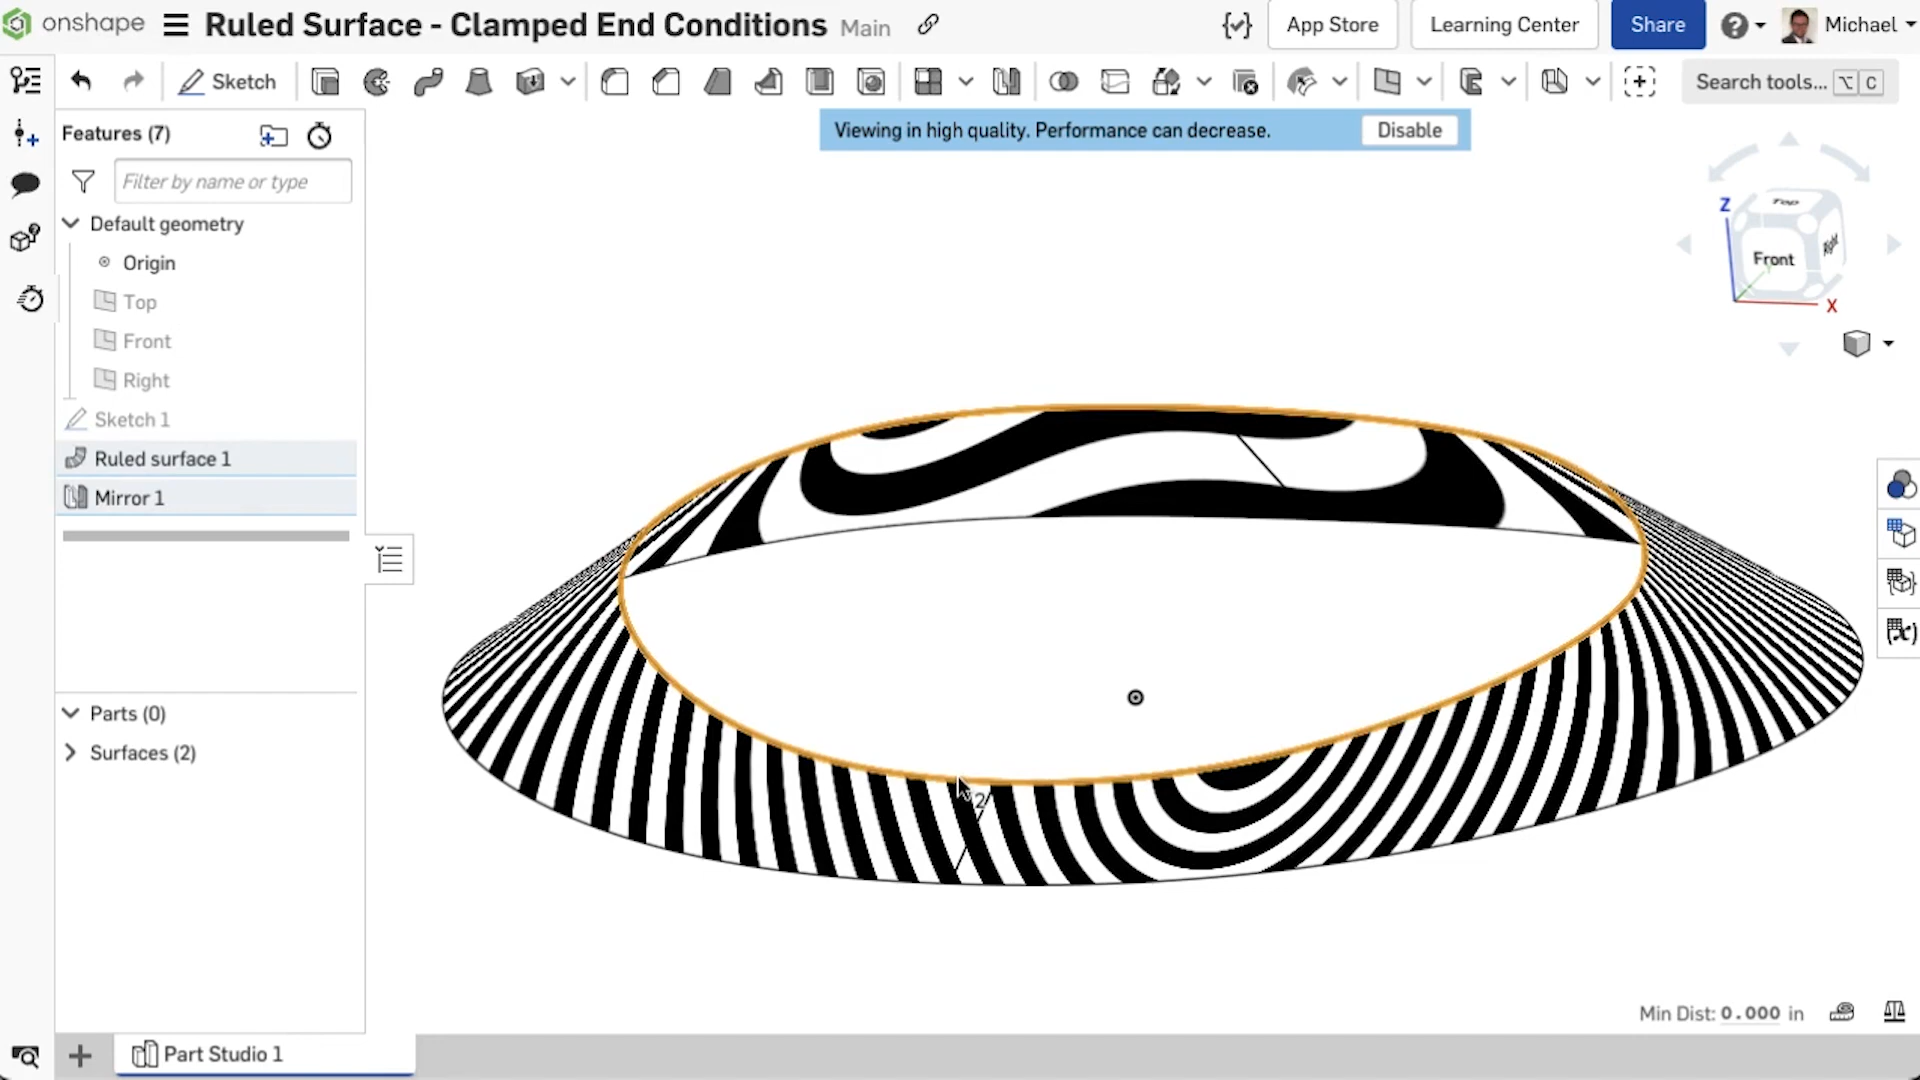 onshape Ruled Surface - Clamped End Conditions Main App Store Learning Center Share Michael
Sketch Search tools... ⌥ C
Features (7) Viewing in high quality. Performance can decrease. Disable
Filter by name or type
Default geometry
Origin
Top
Front
Right
Sketch 1
Ruled surface 1
Mirror 1
Parts (0)
Surfaces (2)
Z
Top
Right
Front
Y
X
(x)
2
Min Dist: 0.000 in
Part Studio 1